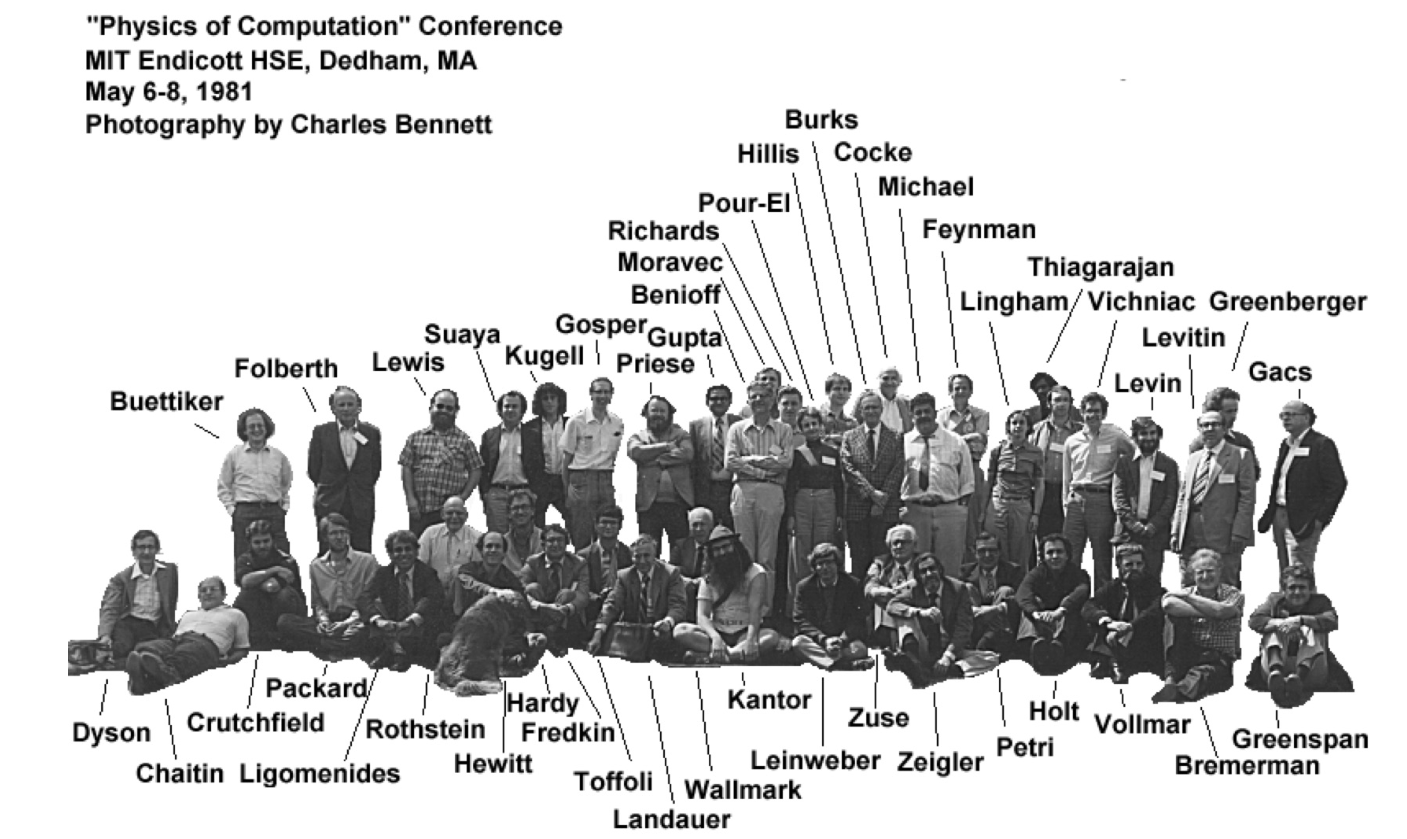 "Physics of Computation" Conference
MIT Endicott HSE, Dedham, MA
May 6-8, 1981
Photography by Charles Bennett
Burks
Hillis
Cocke
Michael
Pour-El
Richards
Feynman
Moravec
Thiagarajan
Benioff
Lingham
Vichniac
Greenberger
Gosper
Suaya
Gupta
Levitin
Kugell
Folberth
Lewis
Priese
Levin
Gacs
Buettiker
Packard
Hardy
Kantor
Crutchfield
Rothstein
Fredkin
Zuse
Holt
Vollmar
Dyson
Petri
Greenspan
Chaitin
Ligomenides
Hewitt
Leinweber
Zeigler
Bremerman
Toffoli
Wallmark
Landauer